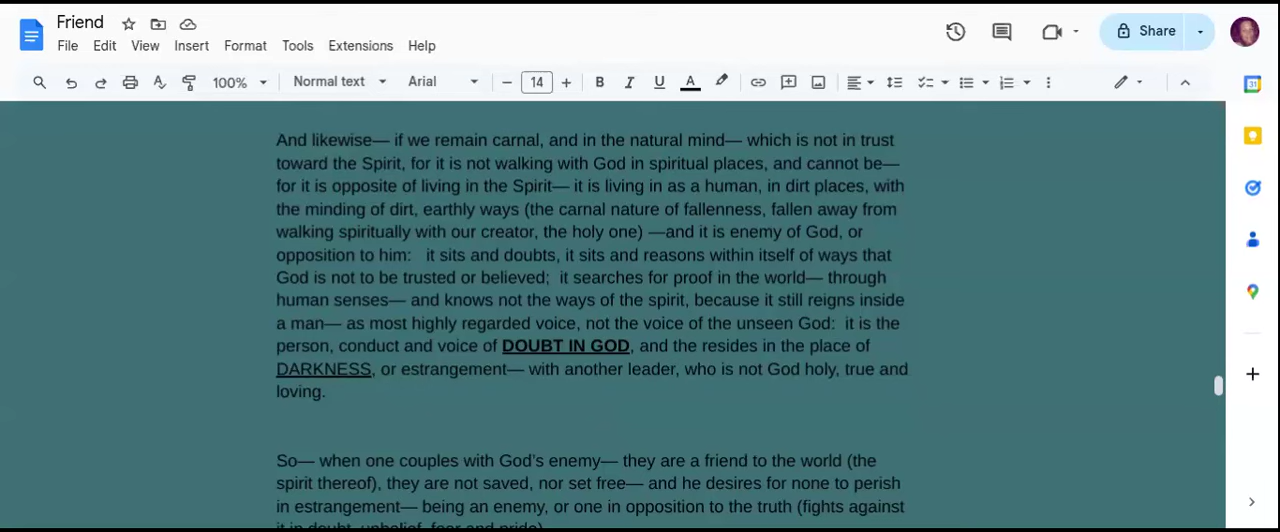 Friend
File Edit View Insert Format Tools Extensions Help
Share
100% Normal text Arial 14 B I U A
31
And likewise— if we remain carnal, and in the natural mind— which is not in trust
toward the Spirit, for it is not walking with God in spiritual places, and cannot be—
for it is opposite of living in the Spirit— it is living in as a human, in dirt places, with
the minding of dirt, earthly ways (the carnal nature of fallenness, fallen away from
walking spiritually with our creator, the holy one) —and it is enemy of God, or
opposition to him: it sits and doubts, it sits and reasons within itself of ways that
God is not to be trusted or believed; it searches for proof in the world— through
human senses— and knows not the ways of the spirit, because it still reigns inside
a man— as most highly regarded voice, not the voice of the unseen God: it is the
person, conduct and voice of DOUBT IN GOD, and the resides in the place of
DARKNESS, or estrangement— with another leader, who is not God holy, true and
loving.
So— when one couples with God’s enemy— they are a friend to the world (the
spirit thereof), they are not saved, nor set free— and he desires for none to perish
in estrangement— being an enemy, or one in opposition to the truth (fights against
it in doubt, unbelief, fear and pride)